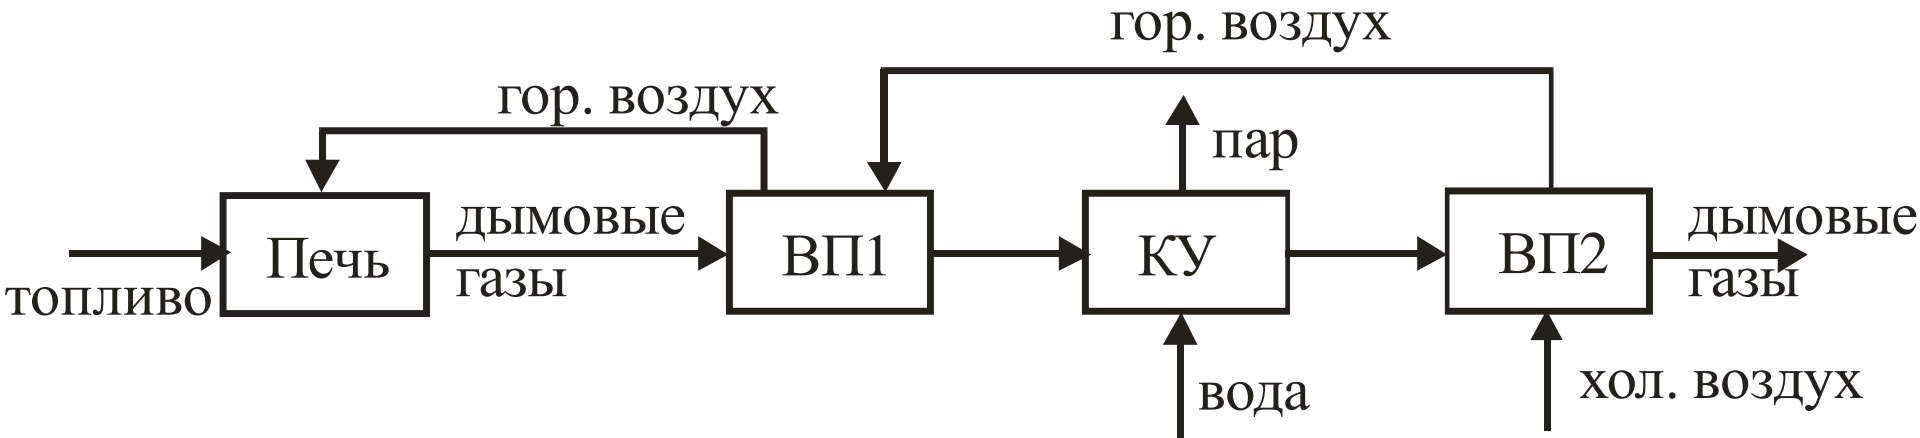 гор. воздух
гор. воздух
пар
дымовые
газы
дымовые
газы
Печь
ВП1
КУ
ВП2
топливо
вода
хол. воздух